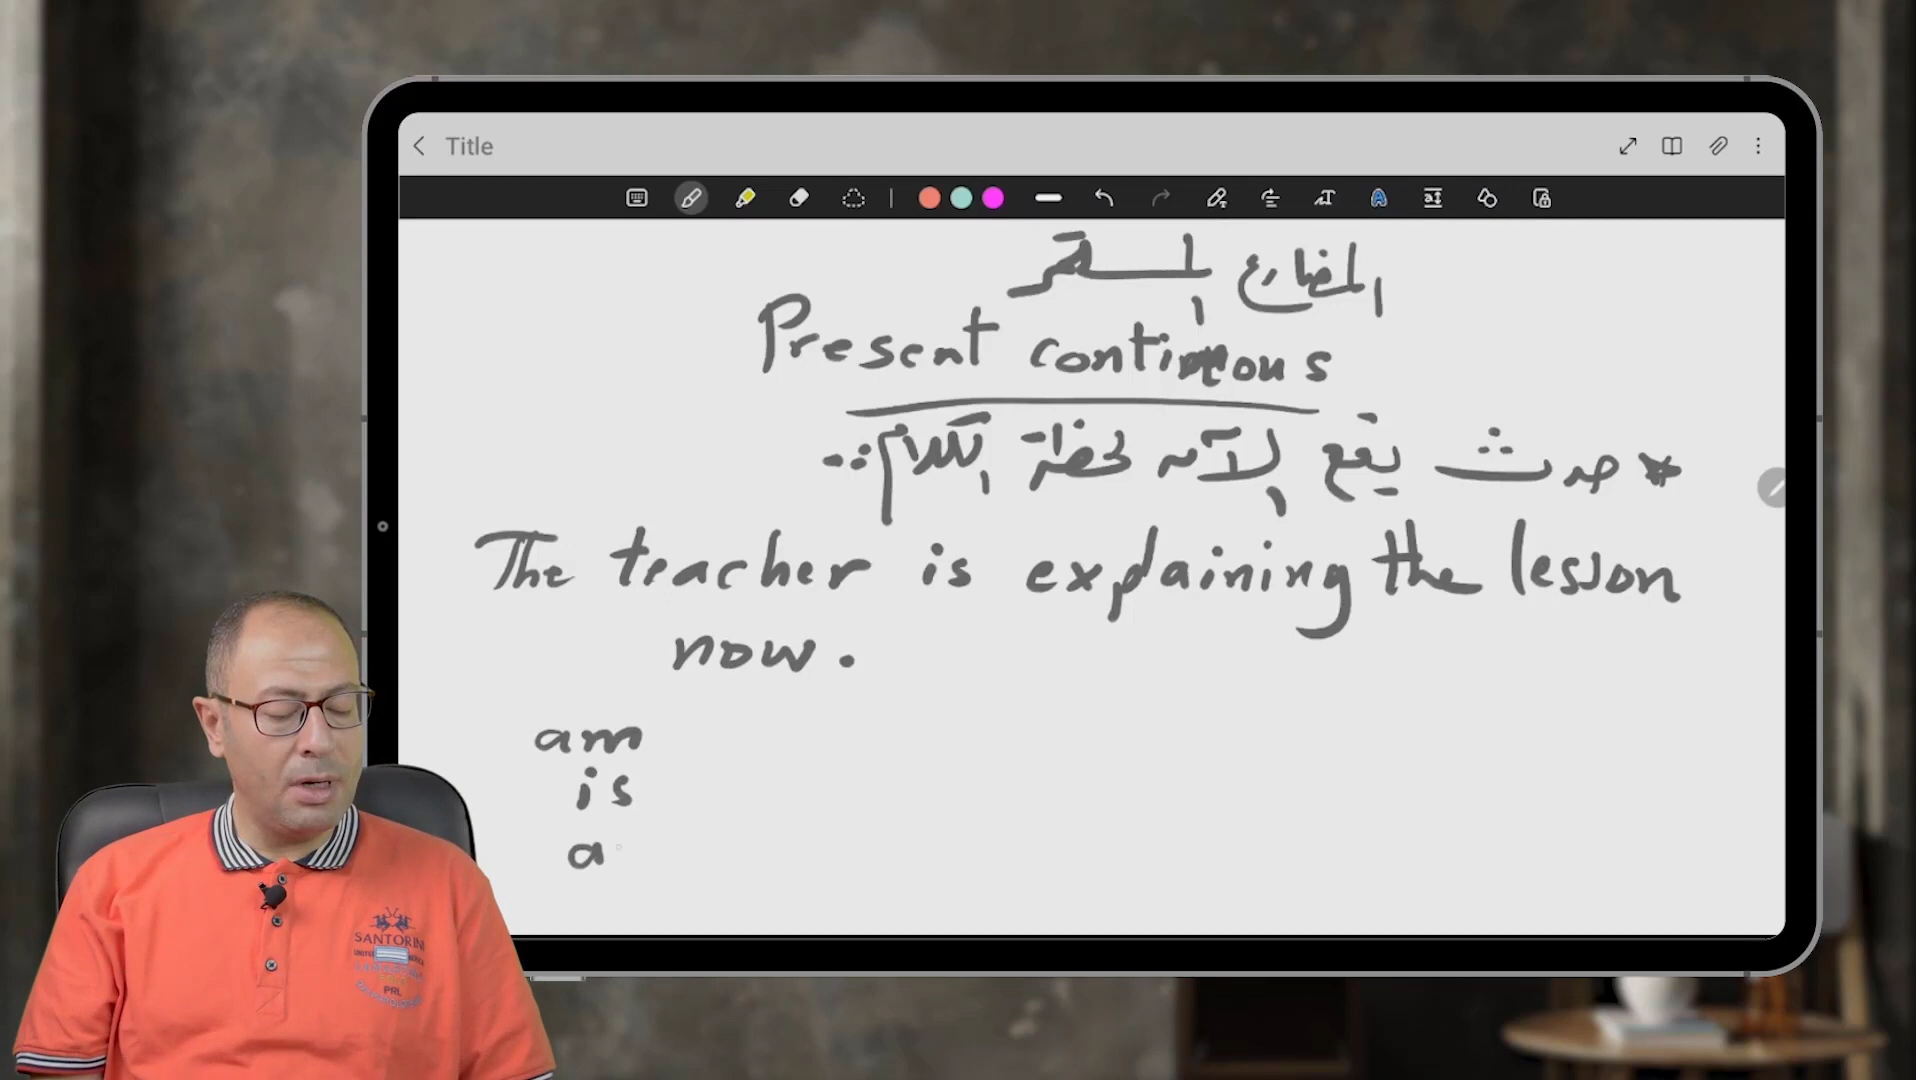 Title
المضارع المستمر
Present continuous
* حدث يقع الآن لحظة الكلام :-
The teacher is explaining the lesson
now.
am
is
a
SANTORINI
PRL